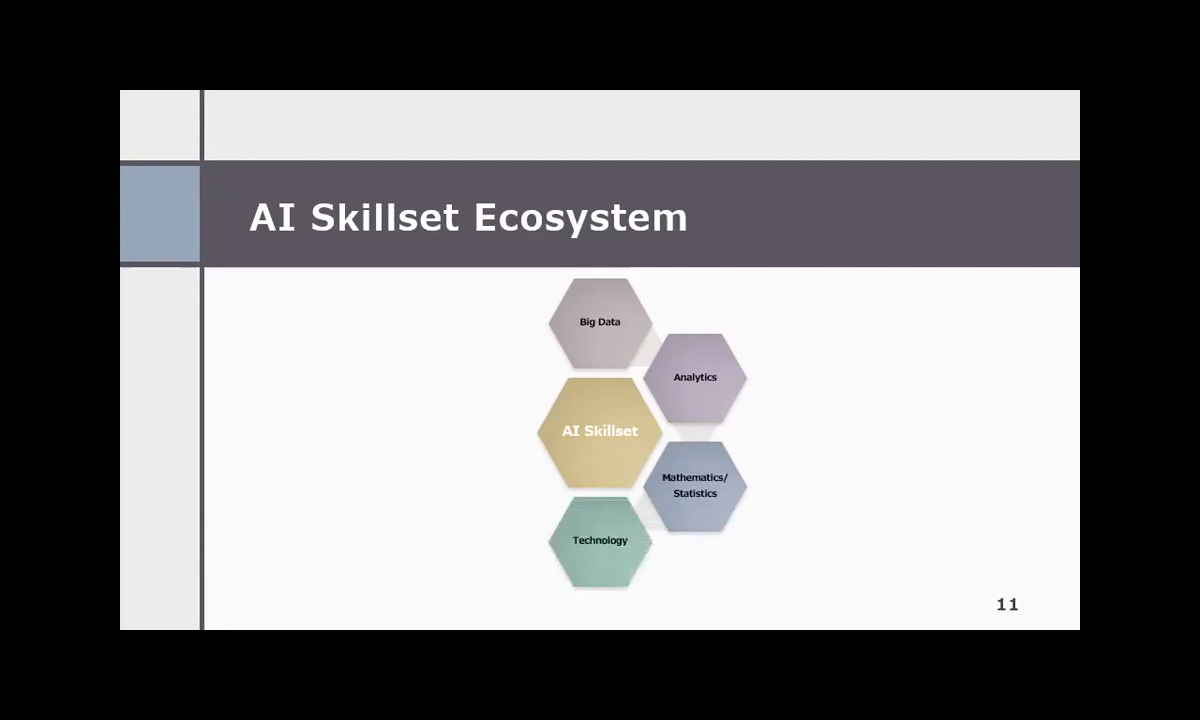 AI Skillset Ecosystem
Big Data
Analytics
AI Skillset
Mathematics/
Statistics
Technology
11